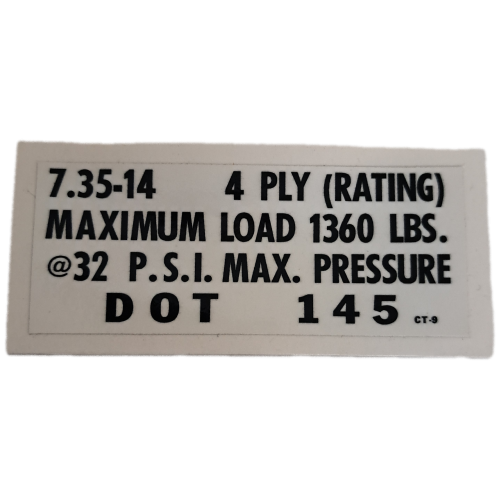 7.35-14 4 PLY (RATING)
MAXIMUM LOAD 1360 LBS.
@32 P.S.I. MAX. PRESSURE
DOT 145 CT-9